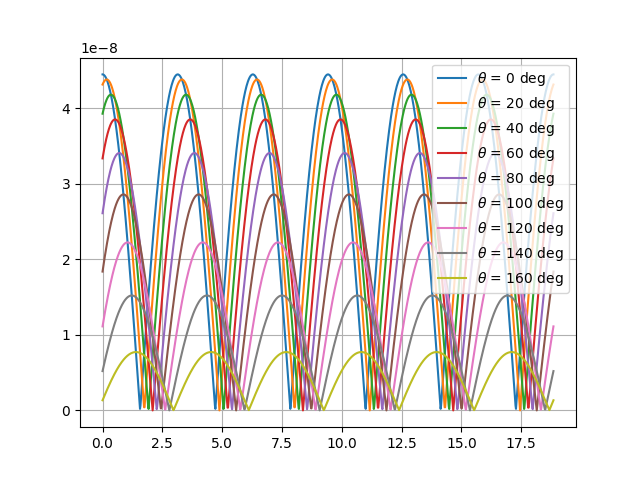 1e−8
θ = 0 deg
θ = 20 deg
θ = 40 deg
θ = 60 deg
θ = 80 deg
θ = 100 deg
θ = 120 deg
θ = 140 deg
θ = 160 deg
4
3
2
1
0
0.0 2.5 5.0 7.5 10.0 12.5 15.0 17.5